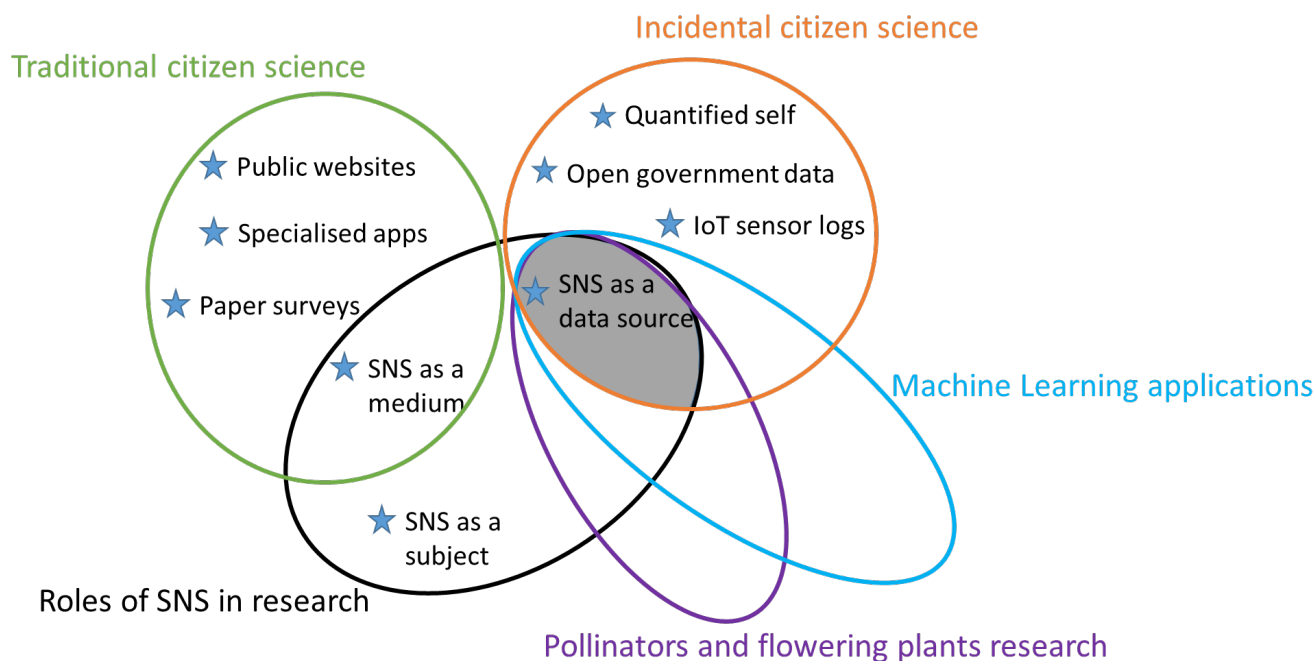 Incidental citizen science
Traditional citizen science
Quantified self
Public websites
Open government data
Specialised apps
IoT sensor logs
Paper surveys
SNS as a
data source
SNS as a
medium
Machine Learning applications
SNS as a
subject
Roles of SNS in research
Pollinators and flowering plants research